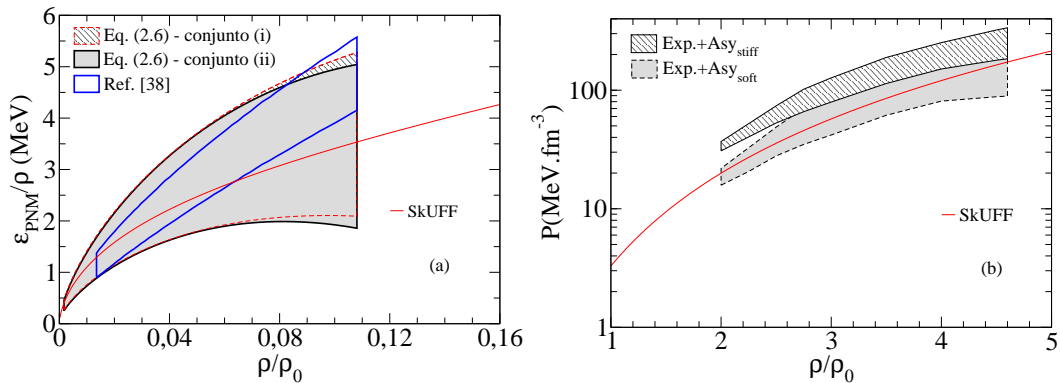 6
5
4
3
2
1
0
ε_PNM/ρ (MeV)
Eq. (2.6) - conjunto (i)
Eq. (2.6) - conjunto (ii)
Ref. [38]
SkUFF
(a)
0
0,04
0,08
0,12
0,16
ρ/ρ_0
100
10
1
P(MeV.fm^-3)
Exp.+Asy_stiff
Exp.+Asy_soft
SkUFF
(b)
1
2
3
4
5
ρ/ρ_0